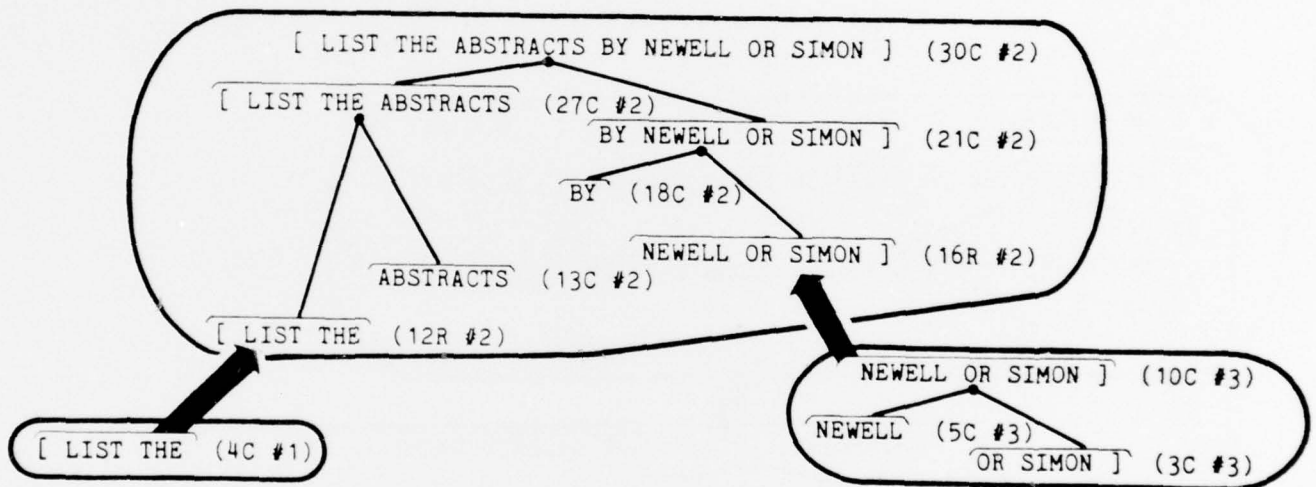 [ LIST THE ABSTRACTS BY NEWELL OR SIMON ] (30C #2)
[ LIST THE ABSTRACTS (27C #2)
BY NEWELL OR SIMON ] (21C #2)
BY (18C #2)
NEWELL OR SIMON ] (16R #2)
ABSTRACTS (13C #2)
[ LIST THE (12R #2)
NEWELL OR SIMON ] (10C #3)
[ LIST THE (4C #1)
NEWELL (5C #3)
OR SIMON ] (3C #3)